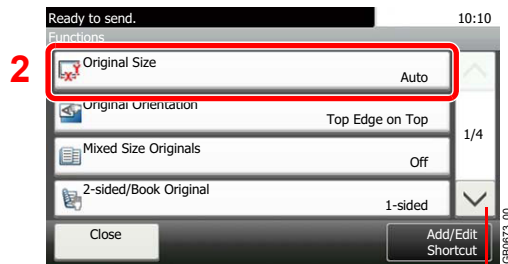 Ready to send.
10:10
Functions
2
Original Size
Auto
Original Orientation
Top Edge on Top
1/4
Mixed Size Originals
Off
2-sided/Book Original
1-sided
Close
Add/Edit
Shortcut
GB0673_00